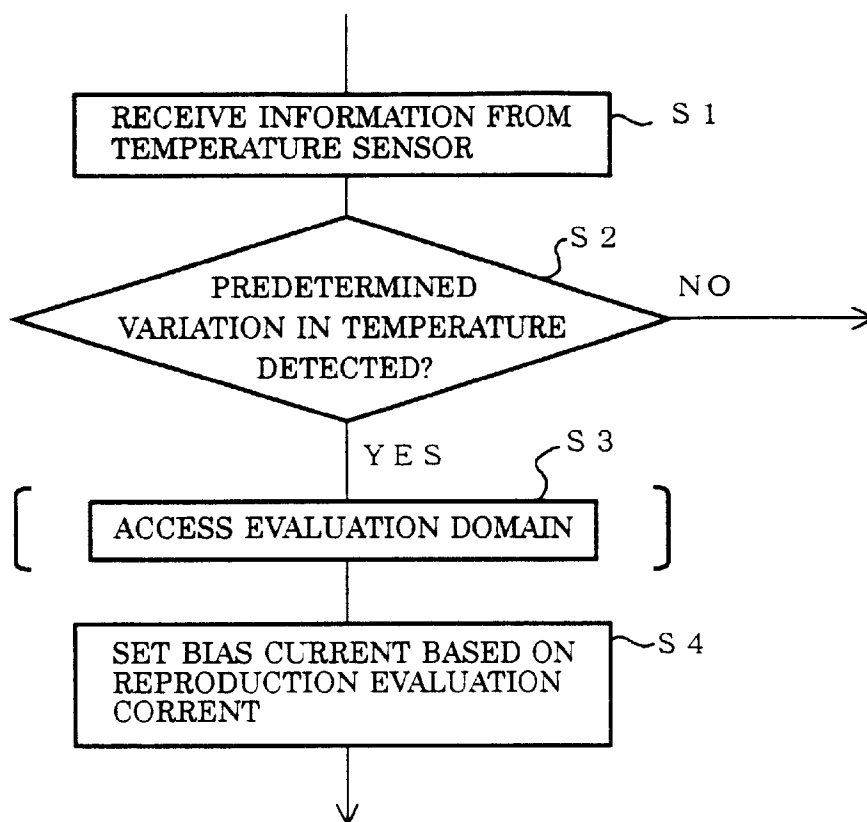 RECEIVE INFORMATION FROM
TEMPERATURE SENSOR
S 1
S 2
PREDETERMINED
VARIATION IN TEMPERATURE
DETECTED?
NO
YES
S 3
ACCESS EVALUATION DOMAIN
SET BIAS CURRENT BASED ON
REPRODUCTION EVALUATION
CORRENT
S 4